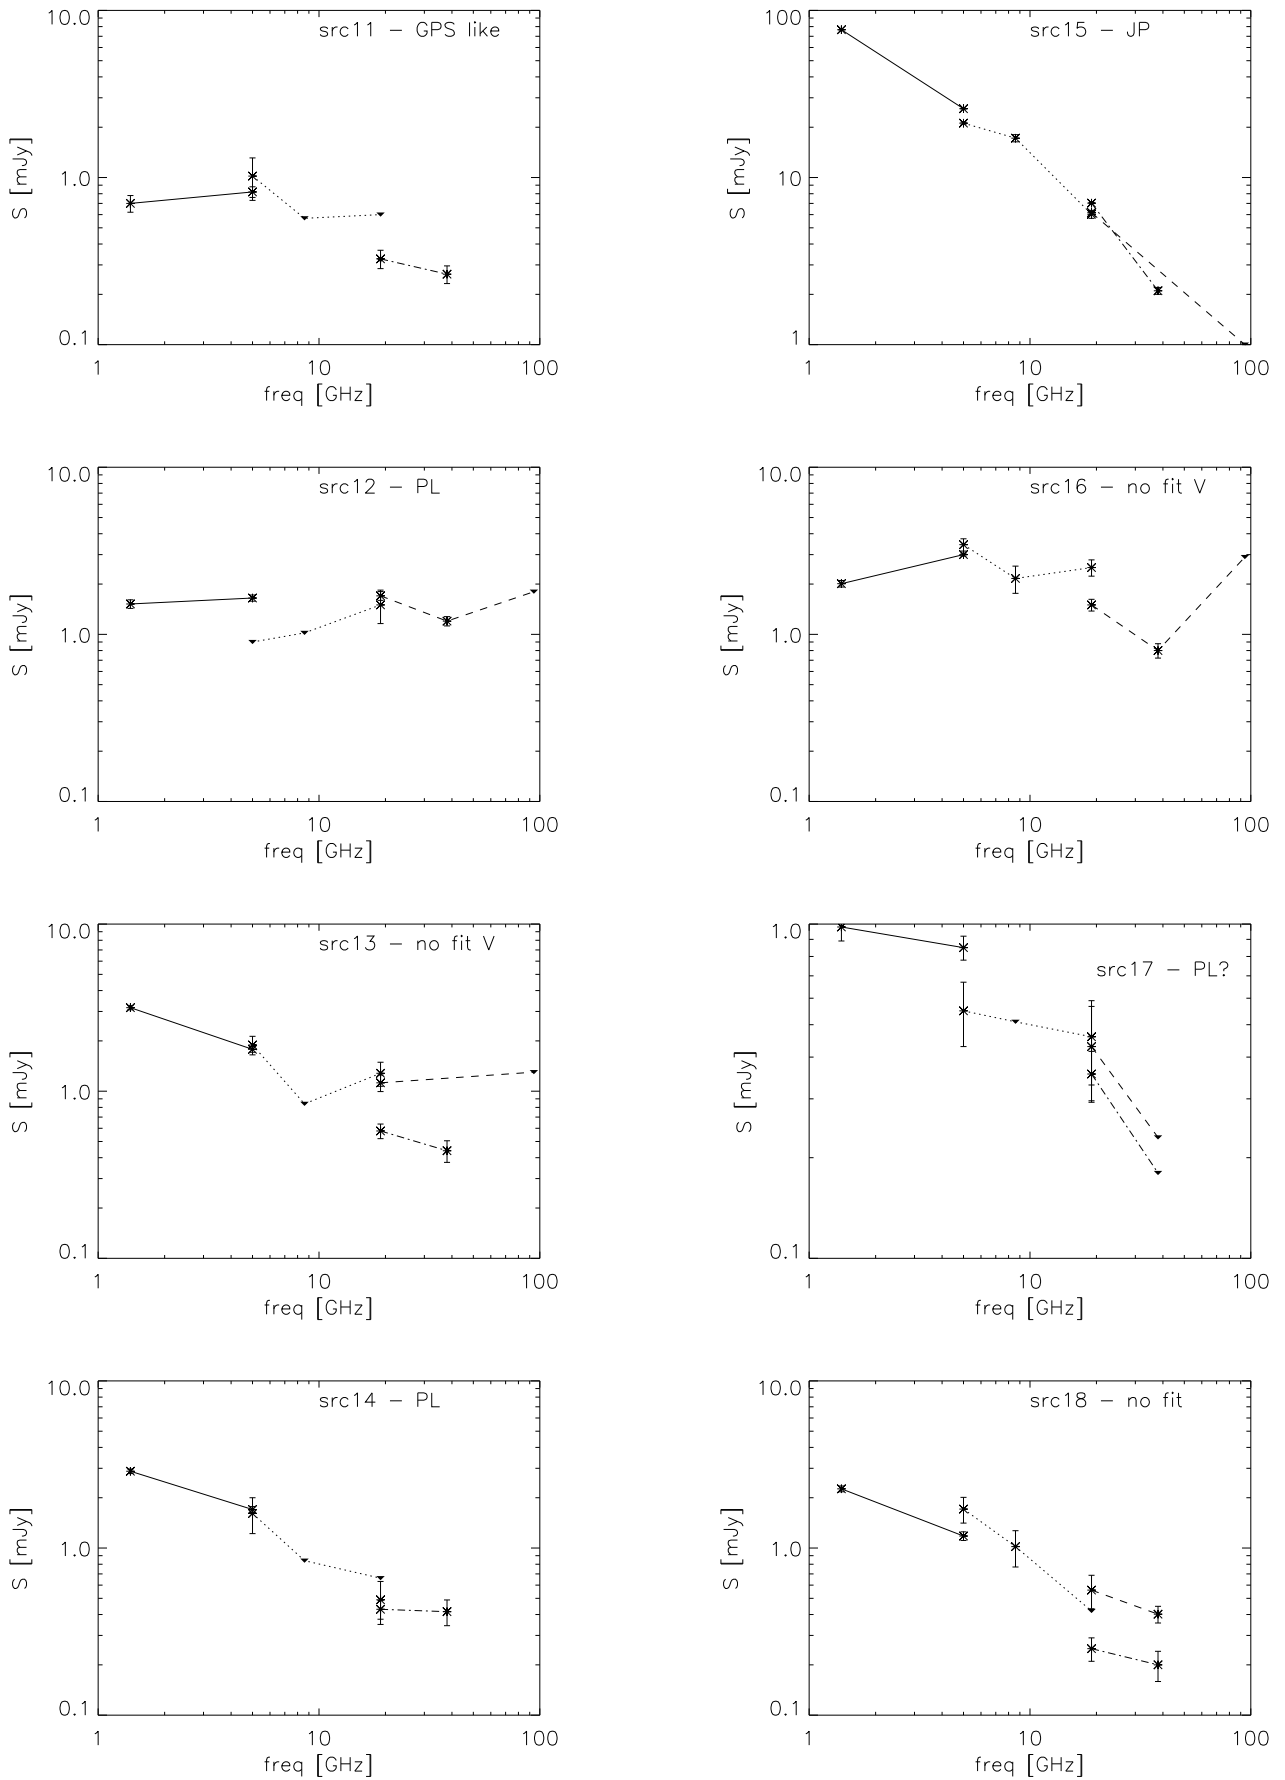 10.0
src11 – GPS like
1.0
S [mJy]
0.1
1 10 100
freq [GHz]
100
src15 – JP
10
S [mJy]
1
1 10 100
freq [GHz]
10.0
src12 – PL
1.0
S [mJy]
0.1
1 10 100
freq [GHz]
10.0
src16 – no fit V
1.0
S [mJy]
0.1
1 10 100
freq [GHz]
10.0
src13 – no fit V
1.0
S [mJy]
0.1
1 10 100
freq [GHz]
1.0
src17 – PL?
S [mJy]
0.1
1 10 100
freq [GHz]
10.0
src14 – PL
1.0
S [mJy]
0.1
1 10 100
freq [GHz]
10.0
src18 – no fit
1.0
S [mJy]
0.1
1 10 100
freq [GHz]